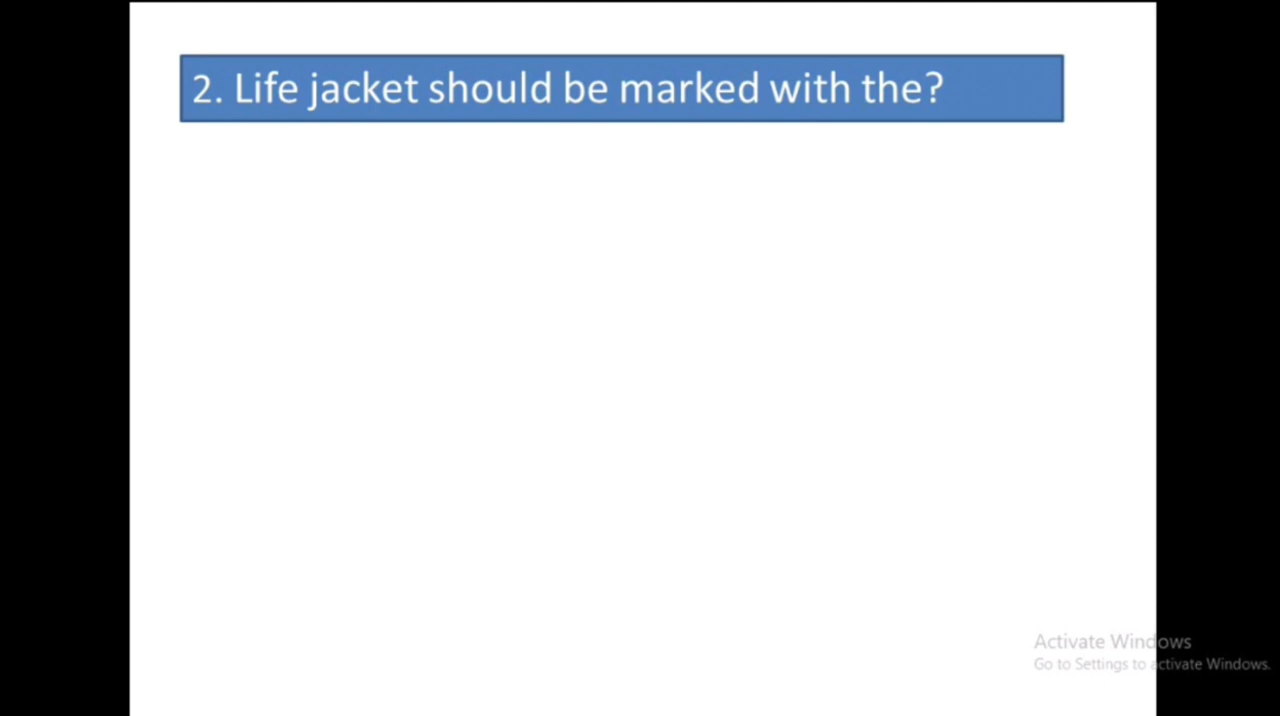 2. Life jacket should be marked with the?
Activate Windows
Go to Settings to activate Windows.